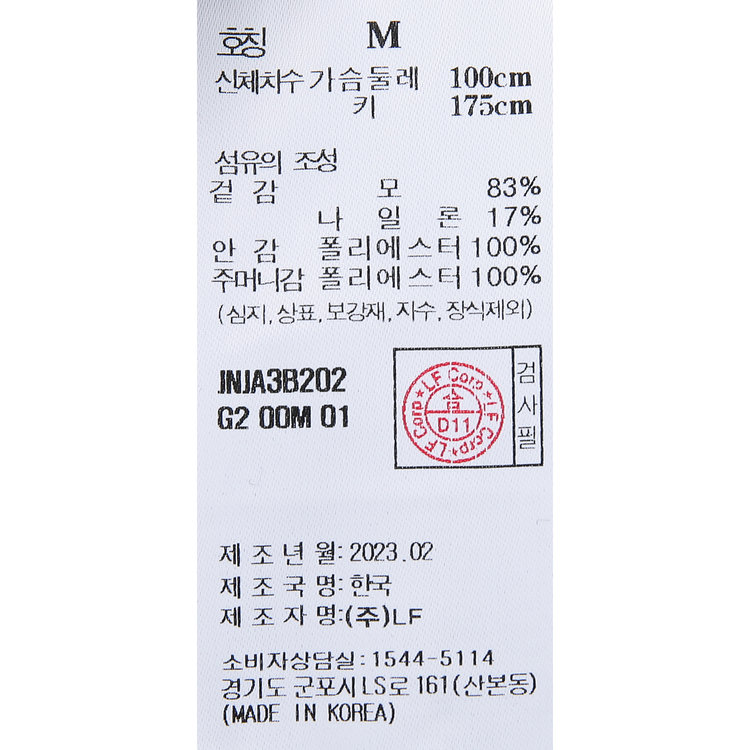 호칭 M
신체치수 가슴둘레 100cm
키 175cm
섬유의 조성
겉 감 모 83%
나 일 론 17%
안 감 폴리에스터 100%
주머니감 폴리에스터 100%
(심지, 상표, 보강재, 자수, 장식제외)
JNJA3B202
G2 00M 01
LF Corp ★ LF Corp ★ LF Corp ★
합
D11
검사필
제 조 년 월: 2023.02
제 조 국 명: 한국
제 조 자 명: (주)LF
소비자상담실: 1544-5114
경기도 군포시 LS로 161(산본동)
(MADE IN KOREA)